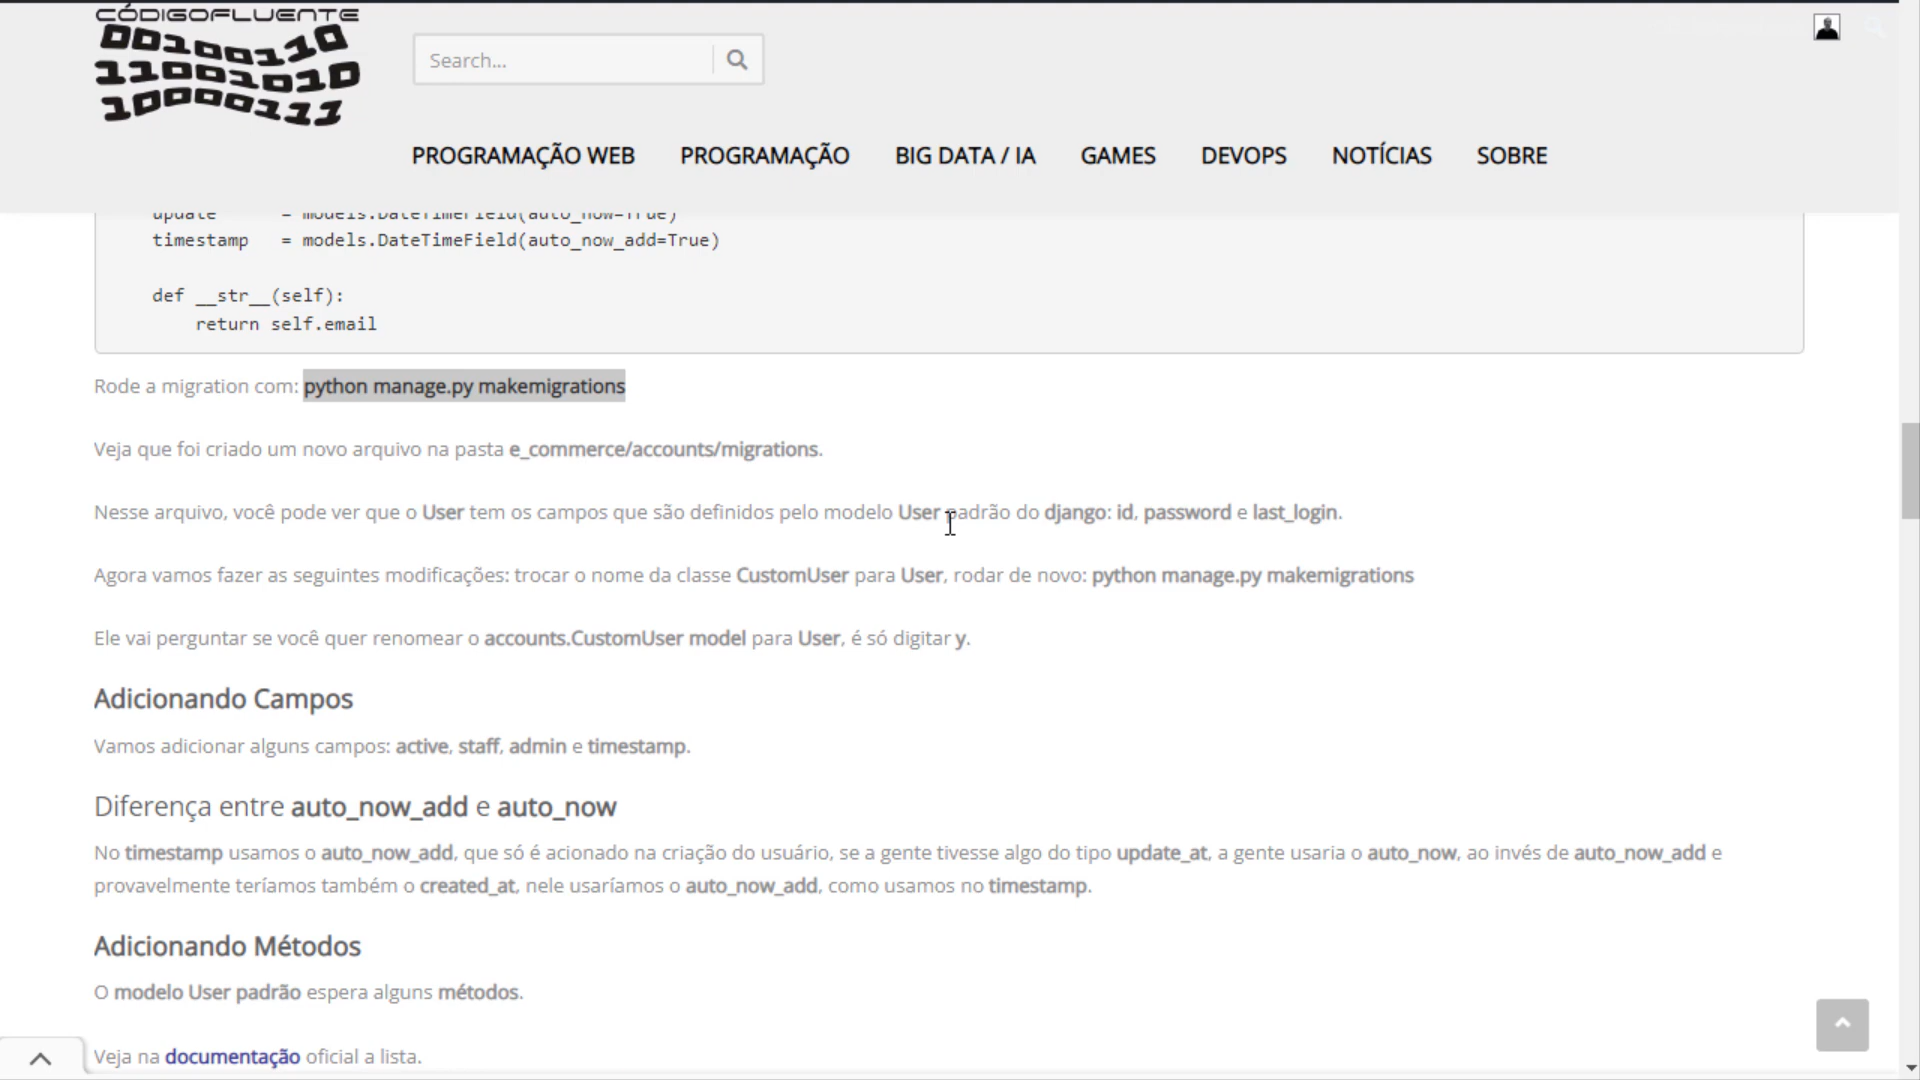 CÓDIGOFLUENTE
00100110
11001010
10000111
Search...
PROGRAMAÇÃO WEB PROGRAMAÇÃO BIG DATA / IA GAMES DEVOPS NOTÍCIAS SOBRE
update = models.DateTimeField(auto_now=True)
timestamp = models.DateTimeField(auto_now_add=True)
def __str__(self):
return self.email
Rode a migration com: python manage.py makemigrations
Veja que foi criado um novo arquivo na pasta e_commerce/accounts/migrations.
Nesse arquivo, você pode ver que o User tem os campos que são definidos pelo modelo User padrão do django: id, password e last_login.
Agora vamos fazer as seguintes modificações: trocar o nome da classe CustomUser para User, rodar de novo: python manage.py makemigrations
Ele vai perguntar se você quer renomear o accounts.CustomUser model para User, é só digitar y.
Adicionando Campos
Vamos adicionar alguns campos: active, staff, admin e timestamp.
Diferença entre auto_now_add e auto_now
No timestamp usamos o auto_now_add, que só é acionado na criação do usuário, se a gente tivesse algo do tipo update_at, a gente usaria o auto_now, ao invés de auto_now_add e
provavelmente teríamos também o created_at, nele usaríamos o auto_now_add, como usamos no timestamp.
Adicionando Métodos
O modelo User padrão espera alguns métodos.
Veja na documentação oficial a lista.